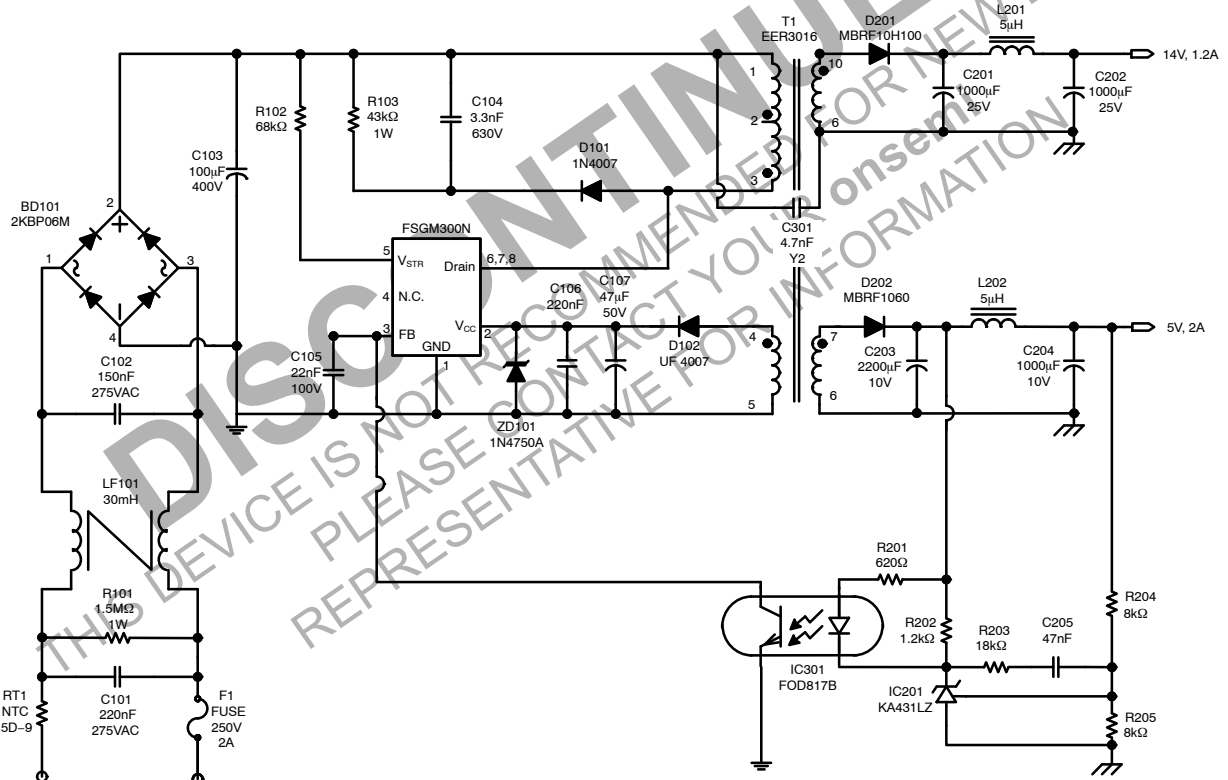 L201
5μH
T1
EER3016
D201
MBRF10H100
14V, 1.2A
1
10
R102
68kΩ
R103
43kΩ
1W
C104
3.3nF
630V
C201
1000μF
25V
C202
1000μF
25V
2
6
C103
100μF
400V
D101
1N4007
3
BD101
2KBP06M
2
C301
4.7nF
Y2
FSGM300N
1
3
5
VSTR
Drain
6,7,8
4
N.C.
C106
220nF
C107
47μF
50V
D202
MBRF1060
L202
5μH
3
FB
VCC
2
4
7
5V, 2A
4
GND
1
D102
UF 4007
C105
22nF
100V
C203
2200μF
10V
C204
1000μF
10V
C102
150nF
275VAC
5
6
ZD101
1N4750A
LF101
30mH
R201
620Ω
R101
1.5MΩ
1W
R204
8kΩ
R202
1.2kΩ
R203
18kΩ
C205
47nF
IC301
FOD817B
IC201
KA431LZ
RT1
NTC
5D−9
C101
220nF
275VAC
F1
FUSE
250V
2A
R205
8kΩ
DISCONTINUE
THIS DEVICE IS NOT RECOMMENDED FOR NEW
PLEASE CONTACT YOUR onsemi
REPRESENTATIVE FOR INFORMATION